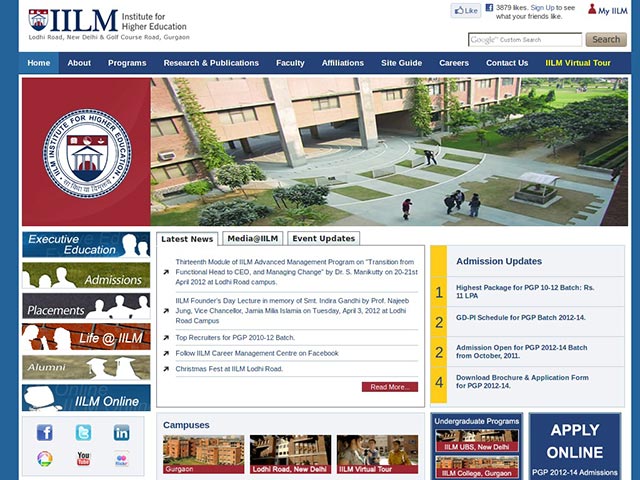 IILM Institute for
Higher Education
Lodhi Road, New Delhi & Golf Course Road, Gurgaon
Like
3879 likes. Sign Up to see
what your friends like.
My IILM
Google Custom Search
Search
Home About Programs Research & Publications Faculty Affiliations Site Guide Careers Contact Us IILM Virtual Tour
IILM INSTITUTE FOR HIGHER EDUCATION
Executive
Education
Admissions
Placements
Life @ IILM
Alumni
Online
IILM Online
You
Tube
flickr
Latest News Media@IILM Event Updates
Thirteenth Module of IILM Advanced Management Program on "Transition from
Functional Head to CEO, and Managing Change" by Dr. S. Manikutty on 20-21st
April 2012 at Lodhi Road campus.
IILM Founder's Day Lecture in memory of Smt. Indira Gandhi by Prof. Najeeb
Jung, Vice Chancellor, Jamia Milia Islamia on Tuesday, April 3, 2012 at Lodhi
Road Campus
Top Recruiters for PGP 2010-12 Batch.
Follow IILM Career Management Centre on Facebook
Christmas Fest at IILM Lodhi Road.
Read More...
Admission Updates
1 Highest Package for PGP 10-12 Batch: Rs.
11 LPA
2 GD-PI Schedule for PGP Batch 2012-14.
2 Admission Open for PGP 2012-14 Batch
from October, 2011.
4 Download Brochure & Application Form
for PGP 2012-14.
Campuses
Gurgaon
Lodhi Road, New Delhi
IILM Virtual Tour
Undergraduate Programs
IILM UBS, New Delhi
IILM College, Gurgaon
APPLY
ONLINE
PGP 2012-14 Admissions